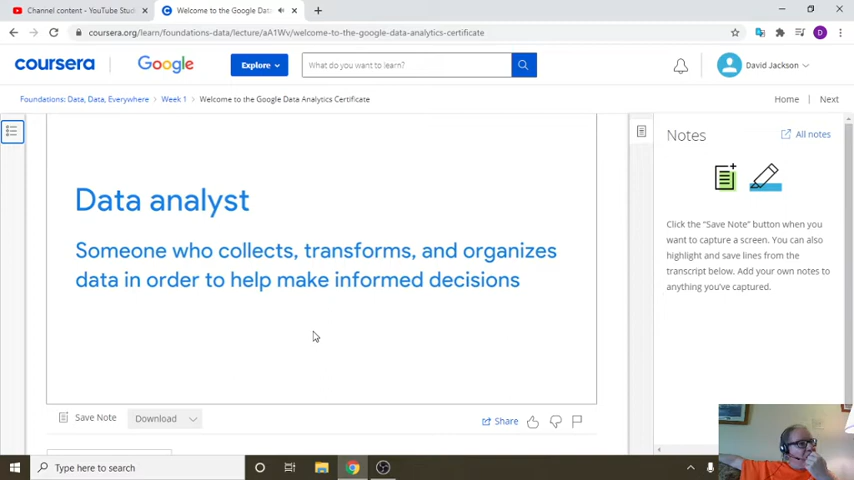 Channel content - YouTube Stud
Welcome to the Google Data
coursera.org/learn/foundations-data/lecture/aA1Wv/welcome-to-the-google-data-analytics-certificate
D
coursera
Google
Explore
What do you want to learn?
David Jackson
Foundations: Data, Data, Everywhere
Week 1
Welcome to the Google Data Analytics Certificate
Home
Next
Data analyst
Someone who collects, transforms, and organizes
data in order to help make informed decisions
Notes
All notes
Click the “Save Note” button when you
want to capture a screen. You can also
highlight and save lines from the
transcript below. Add your own notes to
anything you've captured.
Save Note
Download
Share
Type here to search